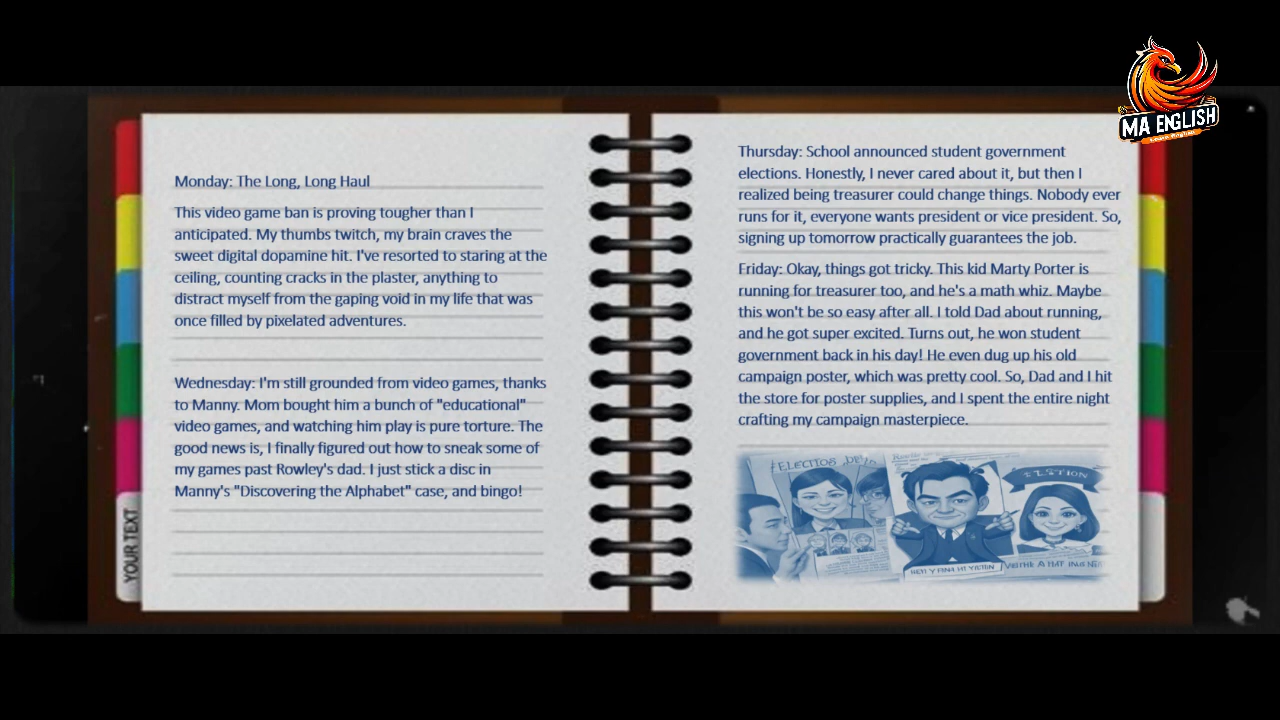 MA ENGLISH
Learn English
Monday: The Long, Long Haul
This video game ban is proving tougher than I
anticipated. My thumbs twitch, my brain craves the
sweet digital dopamine hit. I've resorted to staring at the
ceiling, counting cracks in the plaster, anything to
distract myself from the gaping void in my life that was
once filled by pixelated adventures.
Wednesday: I'm still grounded from video games, thanks
to Manny. Mom bought him a bunch of "educational"
video games, and watching him play is pure torture. The
good news is, I finally figured out how to sneak some of
my games past Rowley's dad. I just stick a disc in
Manny's "Discovering the Alphabet" case, and bingo!
YOUR TEXT
Thursday: School announced student government
elections. Honestly, I never cared about it, but then I
realized being treasurer could change things. Nobody ever
runs for it, everyone wants president or vice president. So,
signing up tomorrow practically guarantees the job.
Friday: Okay, things got tricky. This kid Marty Porter is
running for treasurer too, and he's a math whiz. Maybe
this won't be so easy after all. I told Dad about running,
and he got super excited. Turns out, he won student
government back in his day! He even dug up his old
campaign poster, which was pretty cool. So, Dad and I hit
the store for poster supplies, and I spent the entire night
crafting my campaign masterpiece.